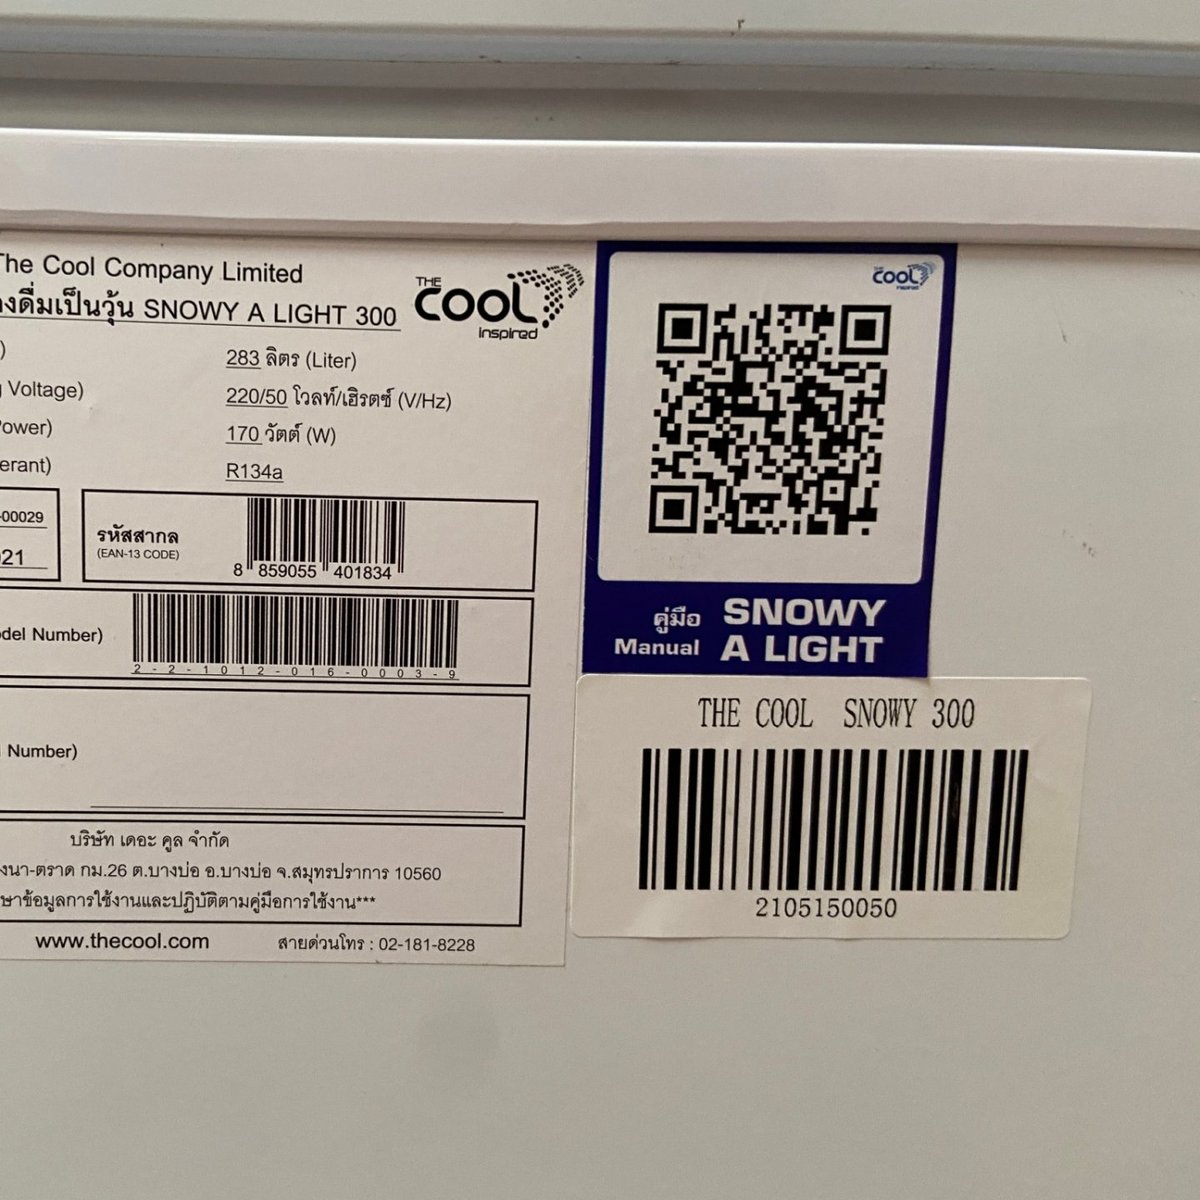 The Cool Company Limited
งดื่มเป็นวุ้น SNOWY A LIGHT 300
THE COOL inspired
283 ลิตร (Liter)
Voltage) 220/50 โวลท์/เฮิรตซ์ (V/Hz)
170 วัตต์ (W)
R134a
-00029
21
รหัสสากล
(EAN-13 CODE)
8 859055 401834
Number)
2-2-1012-016-0003-9
Number)
บริษัท เดอะ คูล จำกัด
งนา-ตราด กม.26 ต.บางบ่อ อ.บางบ่อ จ.สมุทรปราการ 10560
ษาข้อมูลการใช้งานและปฏิบัติตามคู่มือการใช้งาน***
www.thecool.com สายด่วนโทร : 02-181-8228
THE COOL inspired
คู่มือ Manual
SNOWY A LIGHT
THE COOL SNOWY 300
2105150050